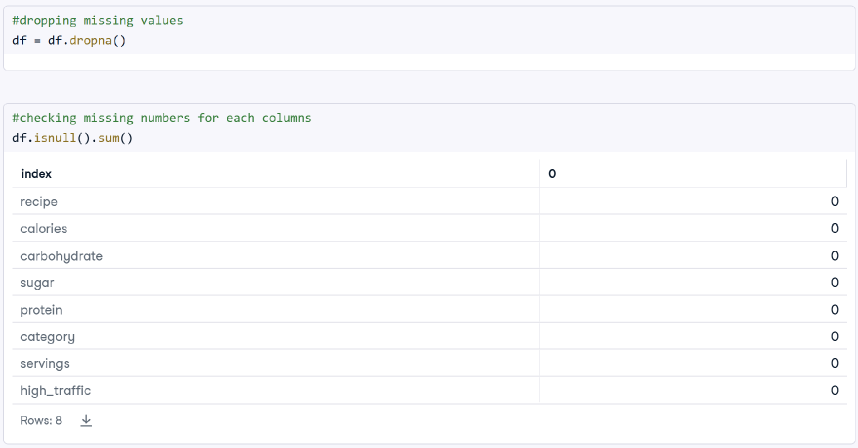 #dropping missing values
df = df.dropna()
#checking missing numbers for each columns
df.isnull().sum()
index 0
recipe 0
calories 0
carbohydrate 0
sugar 0
protein 0
category 0
servings 0
high_traffic 0
Rows: 8